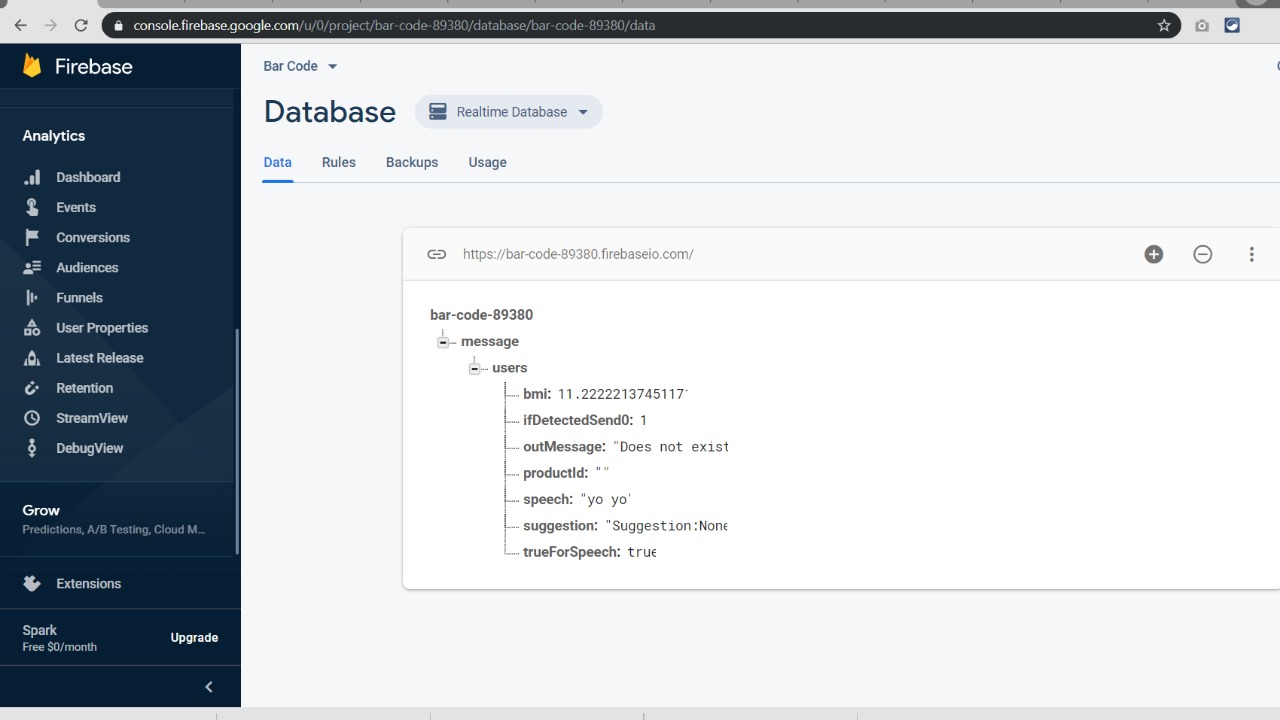 console.firebase.google.com/u/0/project/bar-code-89380/database/bar-code-89380/data
Firebase
Analytics
Dashboard
Events
Conversions
Audiences
Funnels
User Properties
Latest Release
Retention
StreamView
DebugView
Grow
Predictions, A/B Testing, Cloud M...
Extensions
Spark
Free $0/month
Upgrade
Bar Code
Database
Realtime Database
Data Rules Backups Usage
https://bar-code-89380.firebaseio.com/
bar-code-89380
message
users
bmi: 11.2222213745117
ifDetectedSend0: 1
outMessage: "Does not exist
productId: ""
speech: "yo yo'
suggestion: "Suggestion:None
trueForSpeech: true